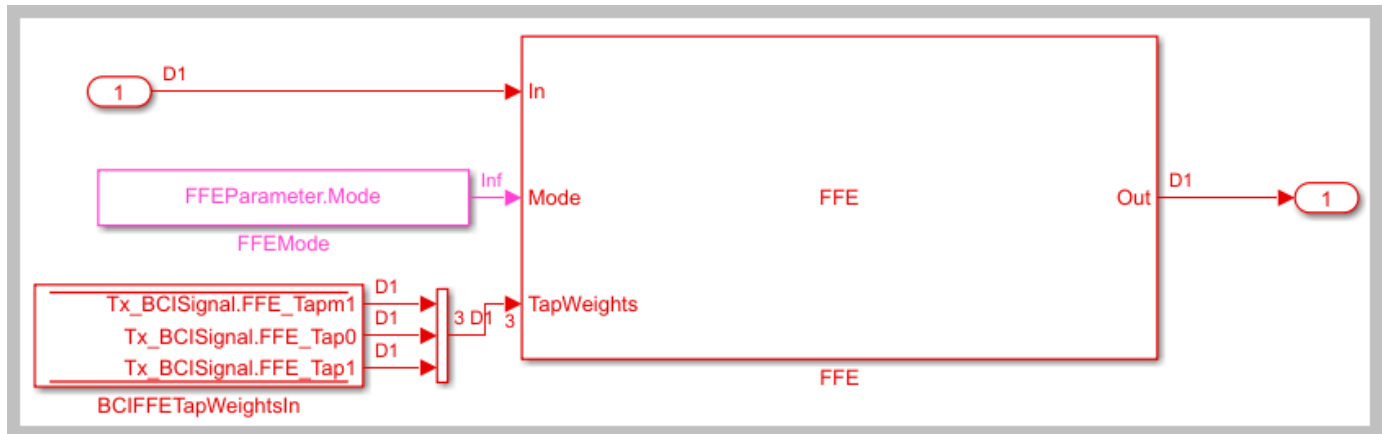 D1
1
In
FFEParameter.Mode
Inf
Mode
FFE
Out
D1
1
FFEMode
Tx_BCISignal.FFE_Tapm1
D1
Tx_BCISignal.FFE_Tap0
D1
Tx_BCISignal.FFE_Tap1
D1
3 D1
3
TapWeights
FFE
BCIFFETapWeightsIn